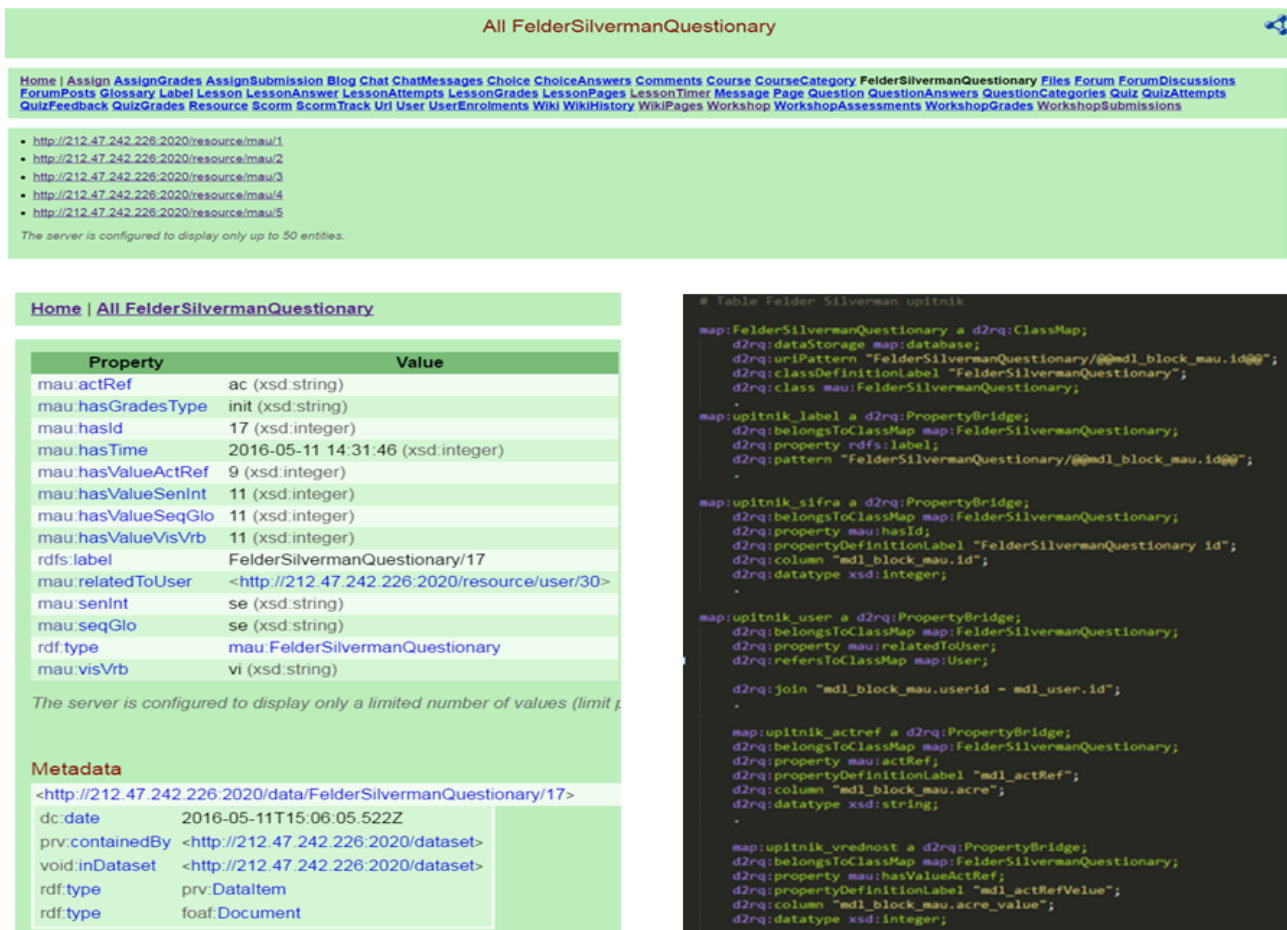 All FelderSilvermanQuestionary
Home | Assign AssignGrades AssignSubmission Blog Chat ChatMessages Choice ChoiceAnswers Comments Course CourseCategory FelderSilvermanQuestionary Files Forum ForumDiscussions
ForumPosts Glossary Label Lesson LessonAnswer LessonAttempts LessonGrades LessonPages LessonTimer Message Page Question QuestionAnswers QuestionCategories Quiz QuizAttempts
QuizFeedback QuizGrades Resource Scorm ScormTrack Url User UserEnrolments Wiki WikiHistory WikiPages Workshop WorkshopAssessments WorkshopGrades WorkshopSubmissions
• http://212.47.242.226:2020/resource/mau/1
• http://212.47.242.226:2020/resource/mau/2
• http://212.47.242.226:2020/resource/mau/3
• http://212.47.242.226:2020/resource/mau/4
• http://212.47.242.226:2020/resource/mau/5
The server is configured to display only up to 50 entities.
Home | All FelderSilvermanQuestionary
Property Value
mau:actRef ac (xsd:string)
mau:hasGradesType init (xsd:string)
mau:hasId 17 (xsd:integer)
mau:hasTime 2016-05-11 14:31:46 (xsd:integer)
mau:hasValueActRef 9 (xsd:integer)
mau:hasValueSenInt 11 (xsd:integer)
mau:hasValueSeqGlo 11 (xsd:integer)
mau:hasValueVisVrb 11 (xsd:integer)
rdfs:label FelderSilvermanQuestionary/17
mau:relatedToUser <http://212.47.242.226:2020/resource/user/30>
mau:senInt se (xsd:string)
mau:seqGlo se (xsd:string)
rdf:type mau:FelderSilvermanQuestionary
mau:visVrb vi (xsd:string)
The server is configured to display only a limited number of values (limit p
Metadata
<http://212.47.242.226:2020/data/FelderSilvermanQuestionary/17>
dc:date 2016-05-11T15:06:05.522Z
prv:containedBy <http://212.47.242.226:2020/dataset>
void:inDataset <http://212.47.242.226:2020/dataset>
rdf:type prv:DataItem
rdf:type foaf:Document
# Table Felder Silverman upitnik
map:FelderSilvermanQuestionary a d2rq:ClassMap;
d2rq:dataStorage map:database;
d2rq:uriPattern "FelderSilvermanQuestionary/@@mdl_block_mau.id@@";
d2rq:classDefinitionLabel "FelderSilvermanQuestionary";
d2rq:class mau:FelderSilvermanQuestionary;
.
map:upitnik_label a d2rq:PropertyBridge;
d2rq:belongsToClassMap map:FelderSilvermanQuestionary;
d2rq:property rdfs:label;
d2rq:pattern "FelderSilvermanQuestionary/@@mdl_block_mau.id@@";
.
map:upitnik_sifra a d2rq:PropertyBridge;
d2rq:belongsToClassMap map:FelderSilvermanQuestionary;
d2rq:property mau:hasId;
d2rq:propertyDefinitionLabel "FelderSilvermanQuestionary id";
d2rq:column "mdl_block_mau.id";
d2rq:datatype xsd:integer;
.
map:upitnik_user a d2rq:PropertyBridge;
d2rq:belongsToClassMap map:FelderSilvermanQuestionary;
d2rq:property mau:relatedToUser;
d2rq:refersToClassMap map:User;
d2rq:join "mdl_block_mau.userid = mdl_user.id";
.
map:upitnik_actref a d2rq:PropertyBridge;
d2rq:belongsToClassMap map:FelderSilvermanQuestionary;
d2rq:property mau:actRef;
d2rq:propertyDefinitionLabel "mdl_actRef";
d2rq:column "mdl_block_mau.acre";
d2rq:datatype xsd:string;
.
map:upitnik_vrednost a d2rq:PropertyBridge;
d2rq:belongsToClassMap map:FelderSilvermanQuestionary;
d2rq:property mau:hasValueActRef;
d2rq:propertyDefinitionLabel "mdl_actRefVelue";
d2rq:column "mdl_block_mau.acre_value";
d2rq:datatype xsd:integer;